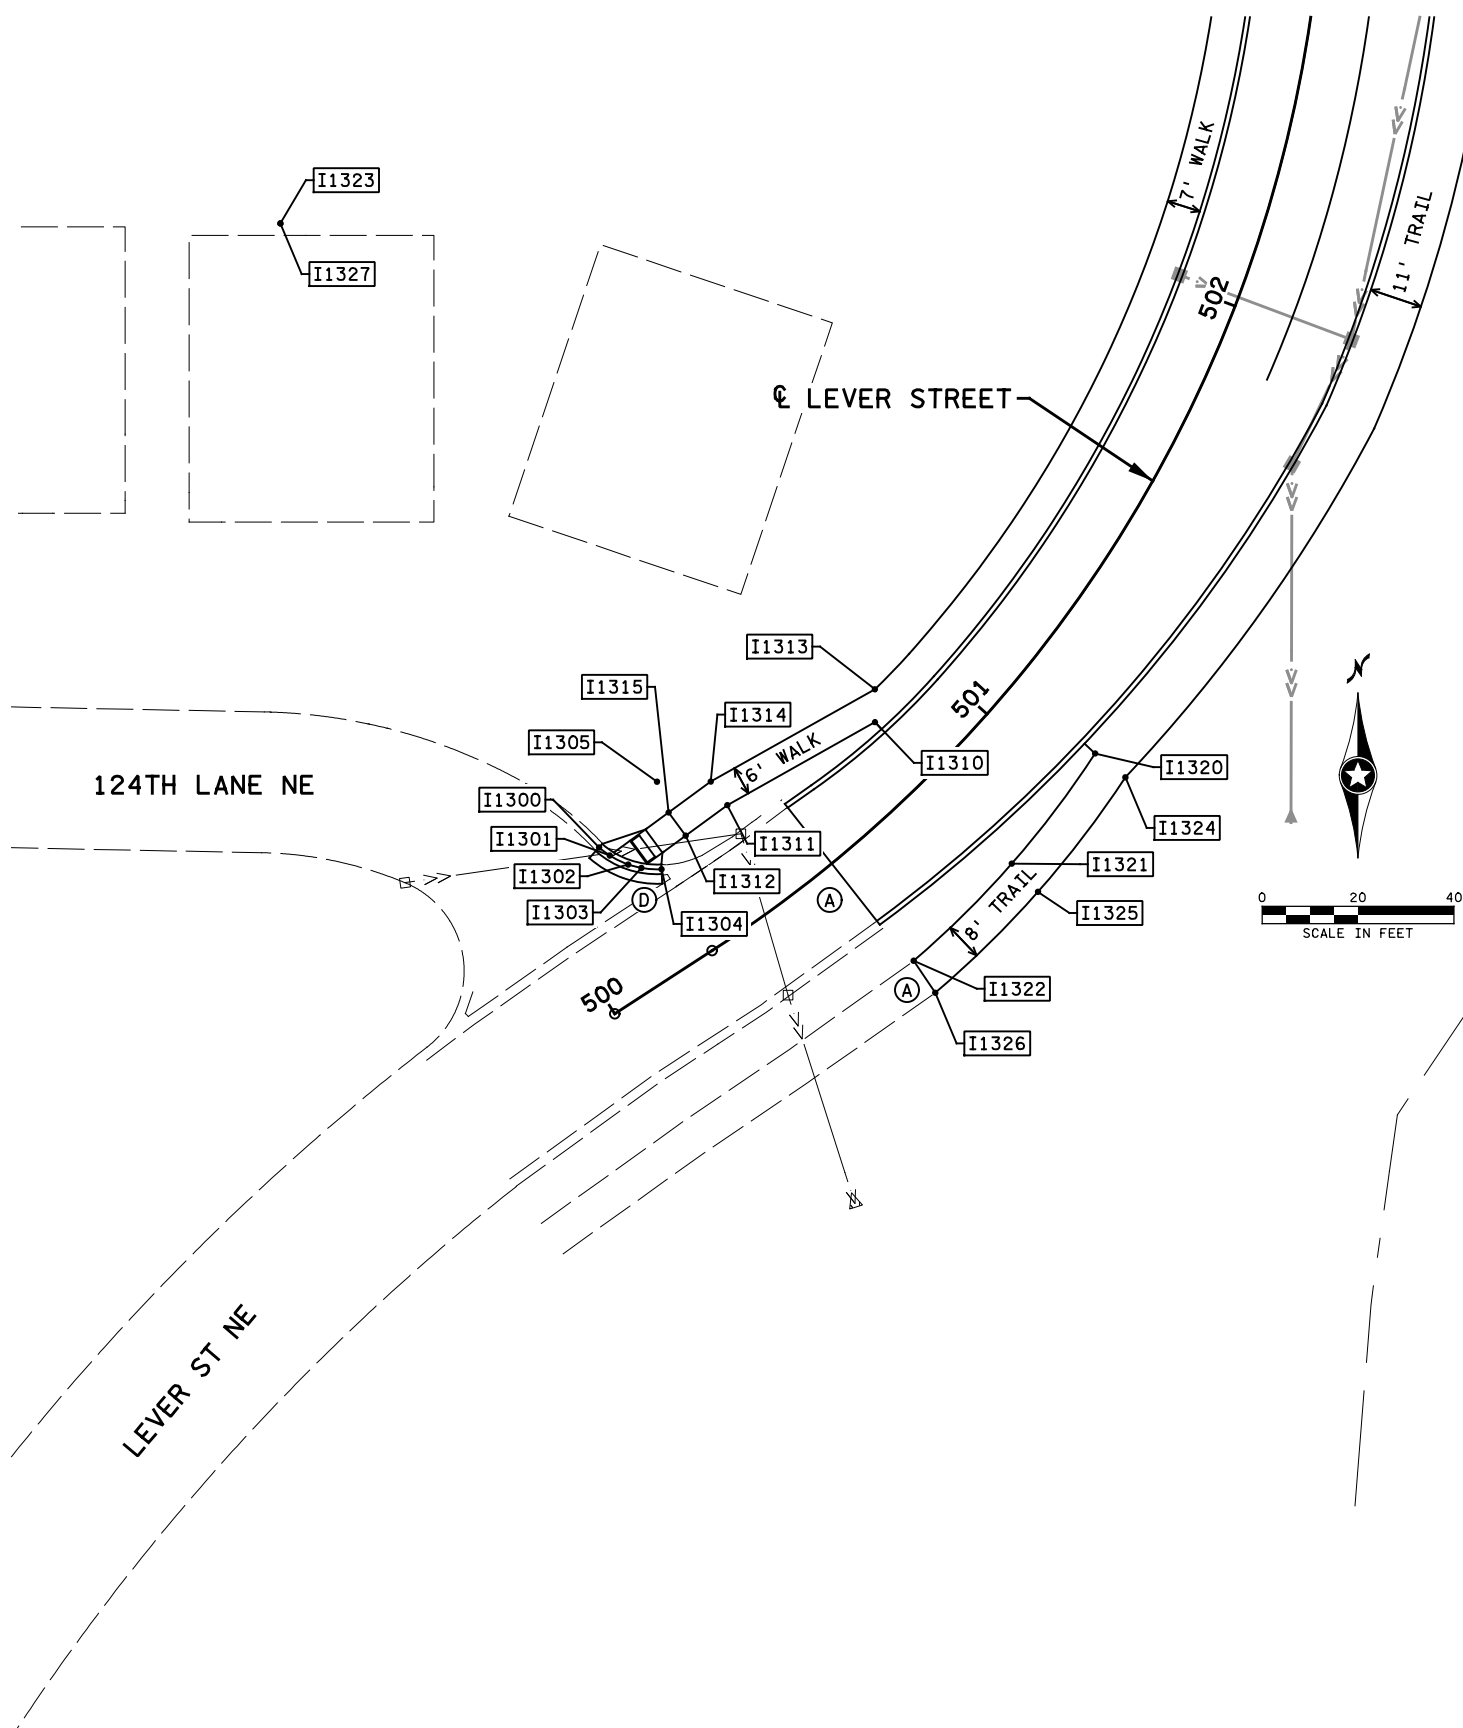 7' WALK
I1323
11' TRAIL
I1327
502
℄ LEVER STREET
I1313
N
I1315
501
I1314
I1305
6' WALK
I1310
I1320
124TH LANE NE
I1300
I1324
I1301
I1311
I1321
I1302
I1312
8' TRAIL
D
A
0 20 40
I1303
I1325
I1304
SCALE IN FEET
500
A
I1322
I1326
LEVER ST NE